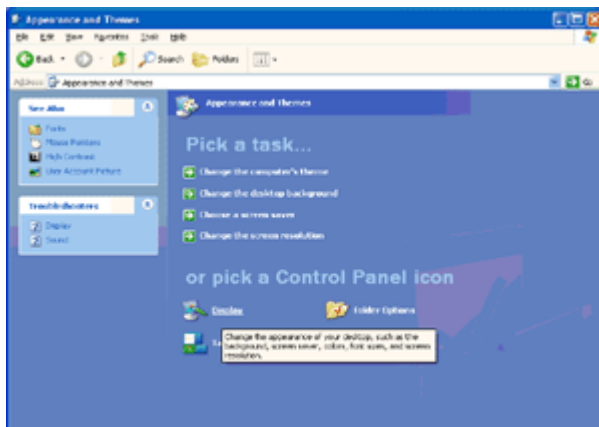 Appearance and Themes
File Edit View Favorites Tools Help
Back Search Folders
Address Appearance and Themes Go
See Also
Fonts
Mouse Pointers
High Contrast
User Account Picture
Troubleshooters
Display
Sound
Appearance and Themes
Pick a task...
Change the computer's theme
Change the desktop background
Choose a screen saver
Change the screen resolution
or pick a Control Panel icon
Display Folder Options
Change the appearance of your desktop, such as the
background, screen saver, colors, font sizes, and screen
resolution.